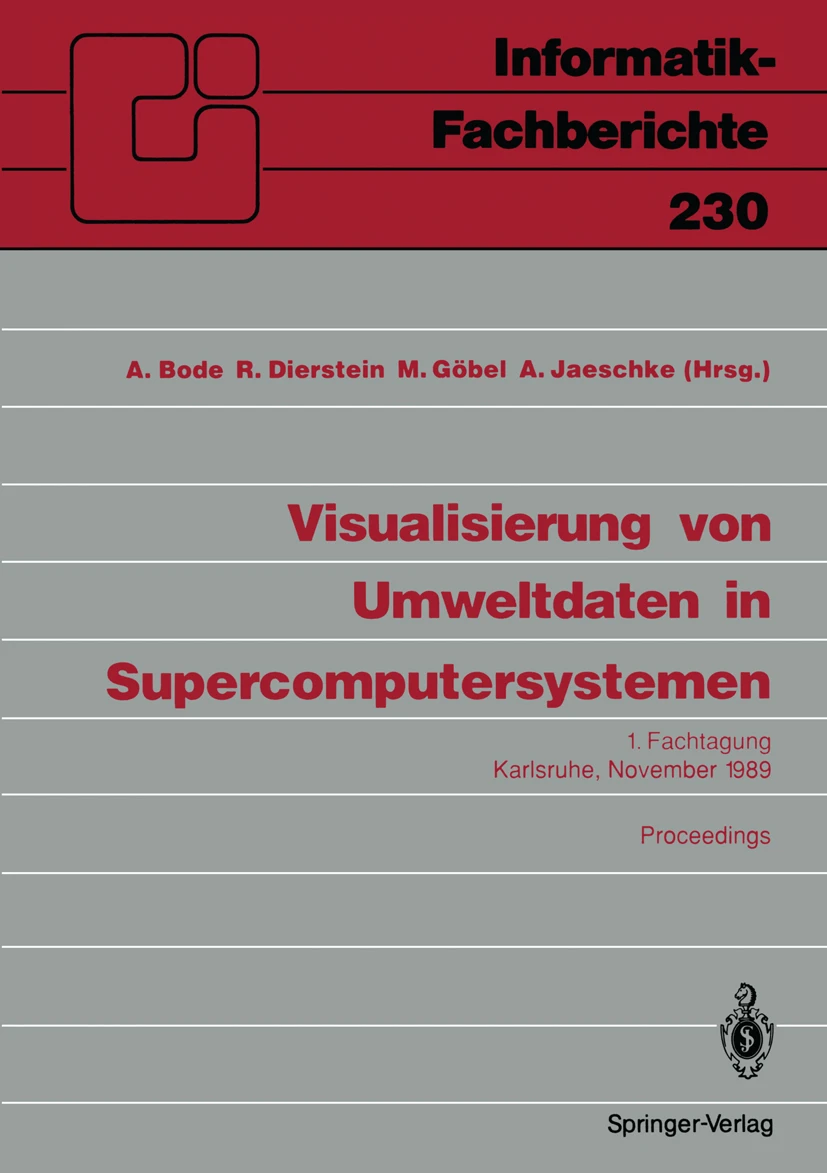 Informatik-
Fachberichte
230
A. Bode R. Dierstein M. Göbel A. Jaeschke (Hrsg.)
Visualisierung von
Umweltdaten in
Supercomputersystemen
1. Fachtagung
Karlsruhe, November 1989
Proceedings
Springer-Verlag